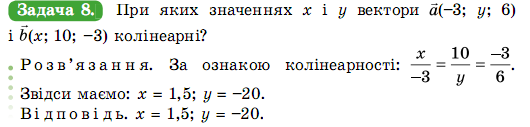 Задача 8. При яких значеннях x і y вектори a⃗(–3; y; 6)
і b⃗(x; 10; –3) колінеарні?
Розв'язання. За ознакою колінеарності: x/–3 = 10/y = –3/6.
Звідси маємо: x = 1,5; y = –20.
Відповідь. x = 1,5; y = –20.